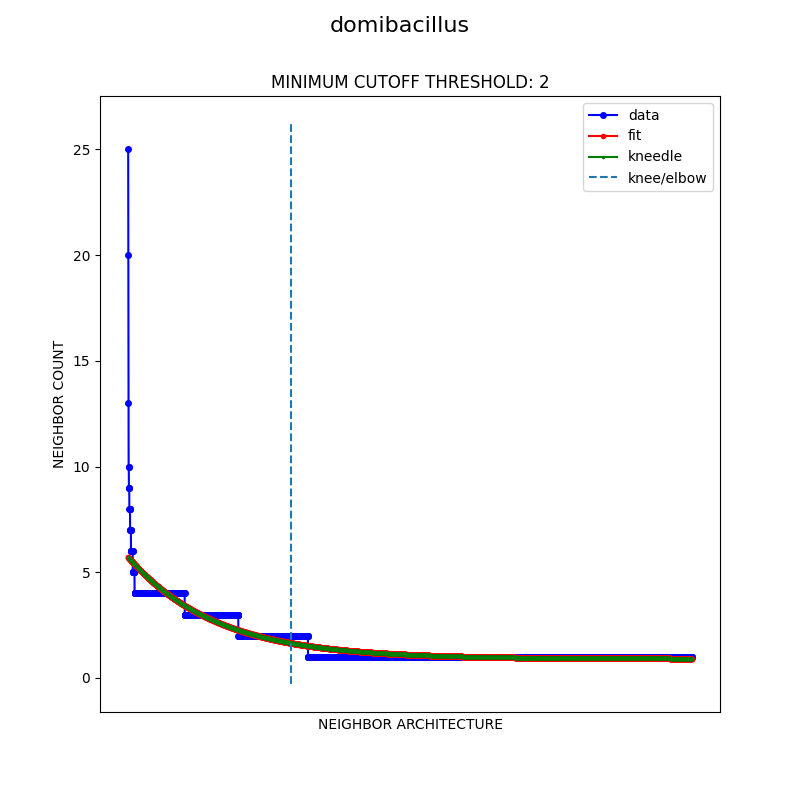 domibacillus
MINIMUM CUTOFF THRESHOLD: 2
data
fit
kneedle
knee/elbow
25
20
15
10
5
0
NEIGHBOR COUNT
NEIGHBOR ARCHITECTURE